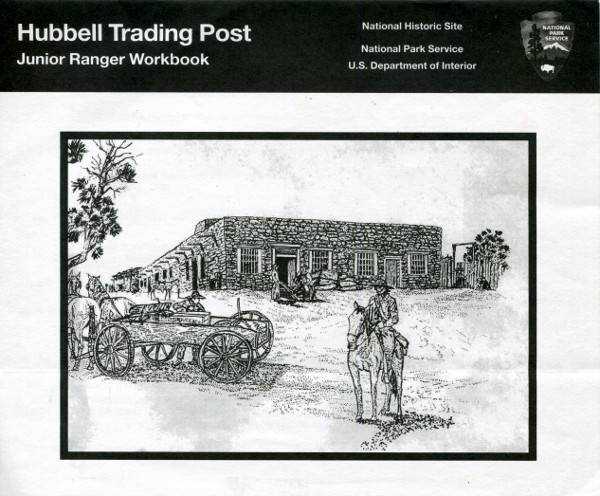 Hubbell Trading Post
Junior Ranger Workbook
National Historic Site
National Park Service
U.S. Department of Interior
NATIONAL
PARK
SERVICE